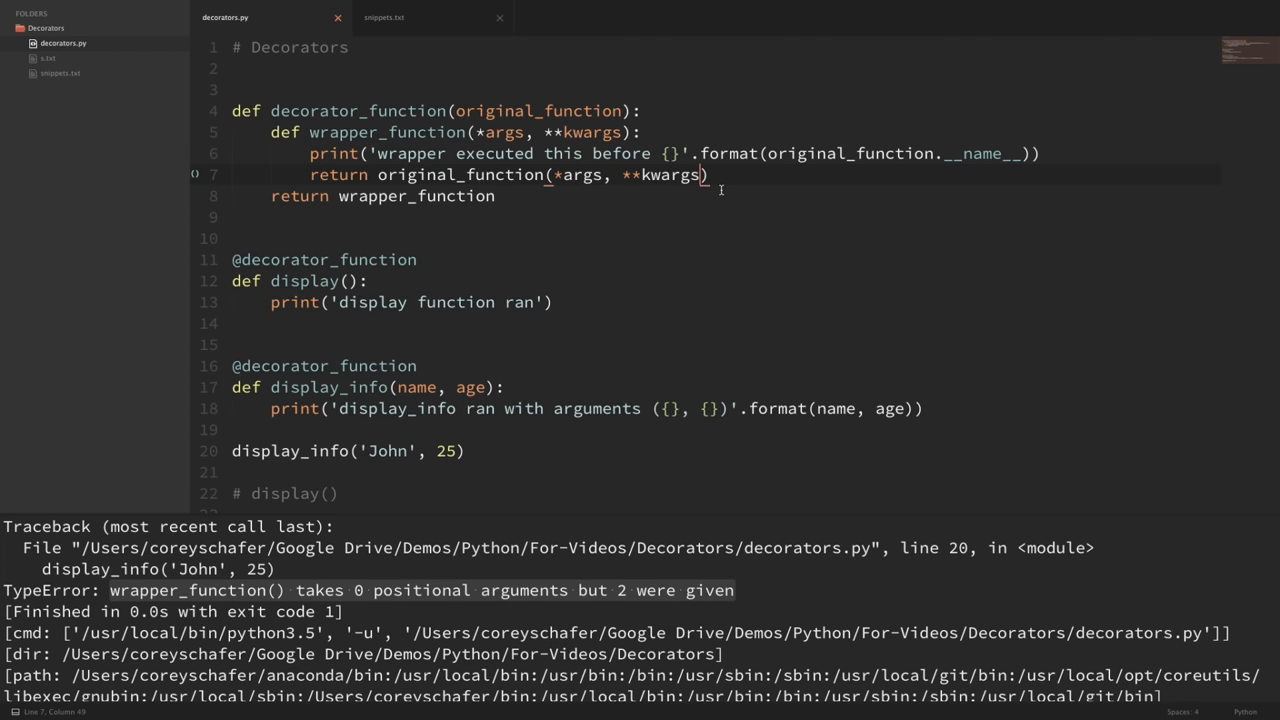 FOLDERS
Decorators
decorators.py
s.txt
snippets.txt
decorators.py
snippets.txt
1 # Decorators
2
3
4 def decorator_function(original_function):
5 def wrapper_function(*args, **kwargs):
6 print('wrapper executed this before {}'.format(original_function.__name__))
7 return original_function(*args, **kwargs)
8 return wrapper_function
9
10
11 @decorator_function
12 def display():
13 print('display function ran')
14
15
16 @decorator_function
17 def display_info(name, age):
18 print('display_info ran with arguments ({}, {})'.format(name, age))
19
20 display_info('John', 25)
21
22 # display()
Traceback (most recent call last):
File "/Users/coreyschafer/Google Drive/Demos/Python/For-Videos/Decorators/decorators.py", line 20, in <module>
display_info('John', 25)
TypeError: wrapper_function() takes 0 positional arguments but 2 were given
[Finished in 0.0s with exit code 1]
[cmd: ['/usr/local/bin/python3.5', '-u', '/Users/coreyschafer/Google Drive/Demos/Python/For-Videos/Decorators/decorators.py']]
[dir: /Users/coreyschafer/Google Drive/Demos/Python/For-Videos/Decorators]
[path: /Users/coreyschafer/anaconda/bin:/usr/local/bin:/usr/bin:/bin:/usr/sbin:/sbin:/usr/local/git/bin:/usr/local/opt/coreutils/
libexec/gnubin:/usr/local/sbin:/Users/coreyschafer/bin:/usr/local/bin:/usr/bin:/bin:/usr/sbin:/sbin:/usr/local/git/bin]
Line 7, Column 49
Spaces: 4
Python